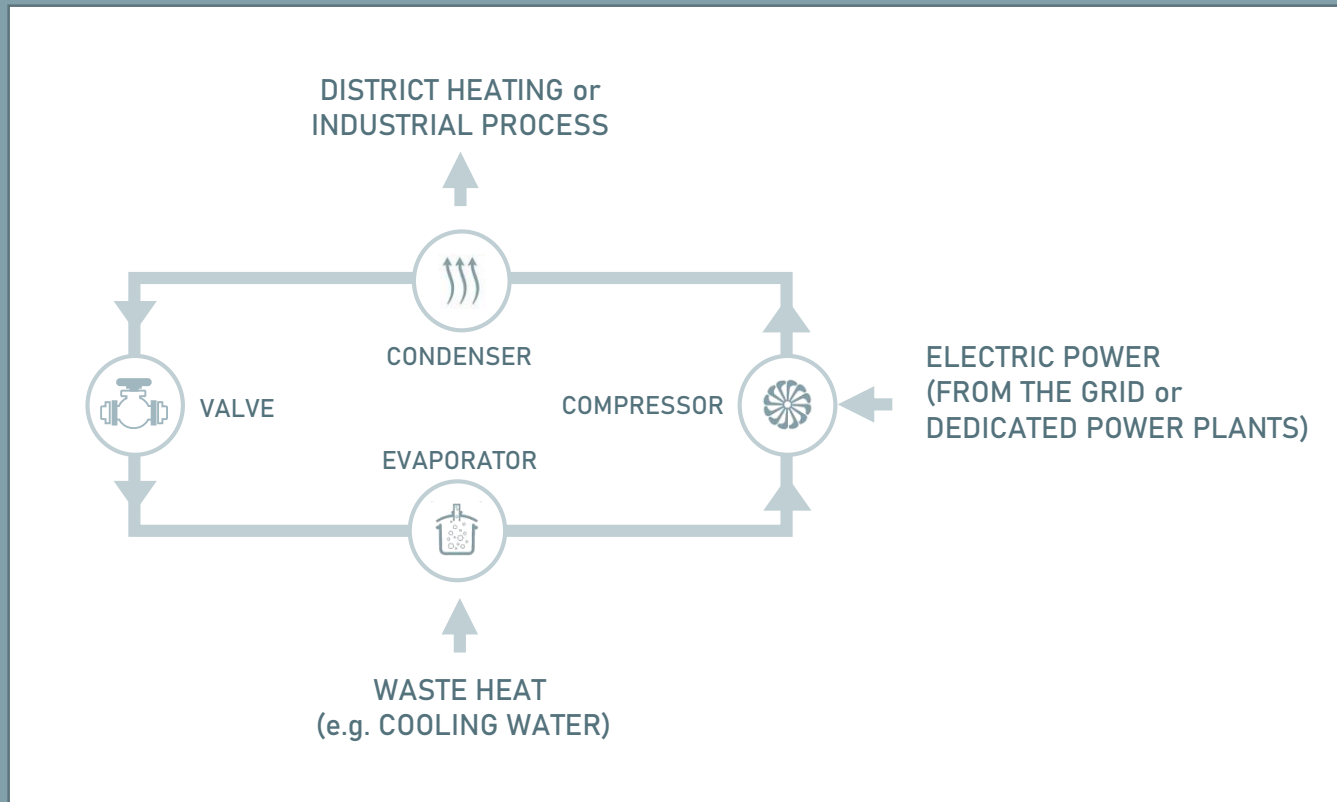 DISTRICT HEATING or
INDUSTRIAL PROCESS
CONDENSER
ELECTRIC POWER
(FROM THE GRID or
DEDICATED POWER PLANTS)
VALVE
COMPRESSOR
EVAPORATOR
WASTE HEAT
(e.g. COOLING WATER)